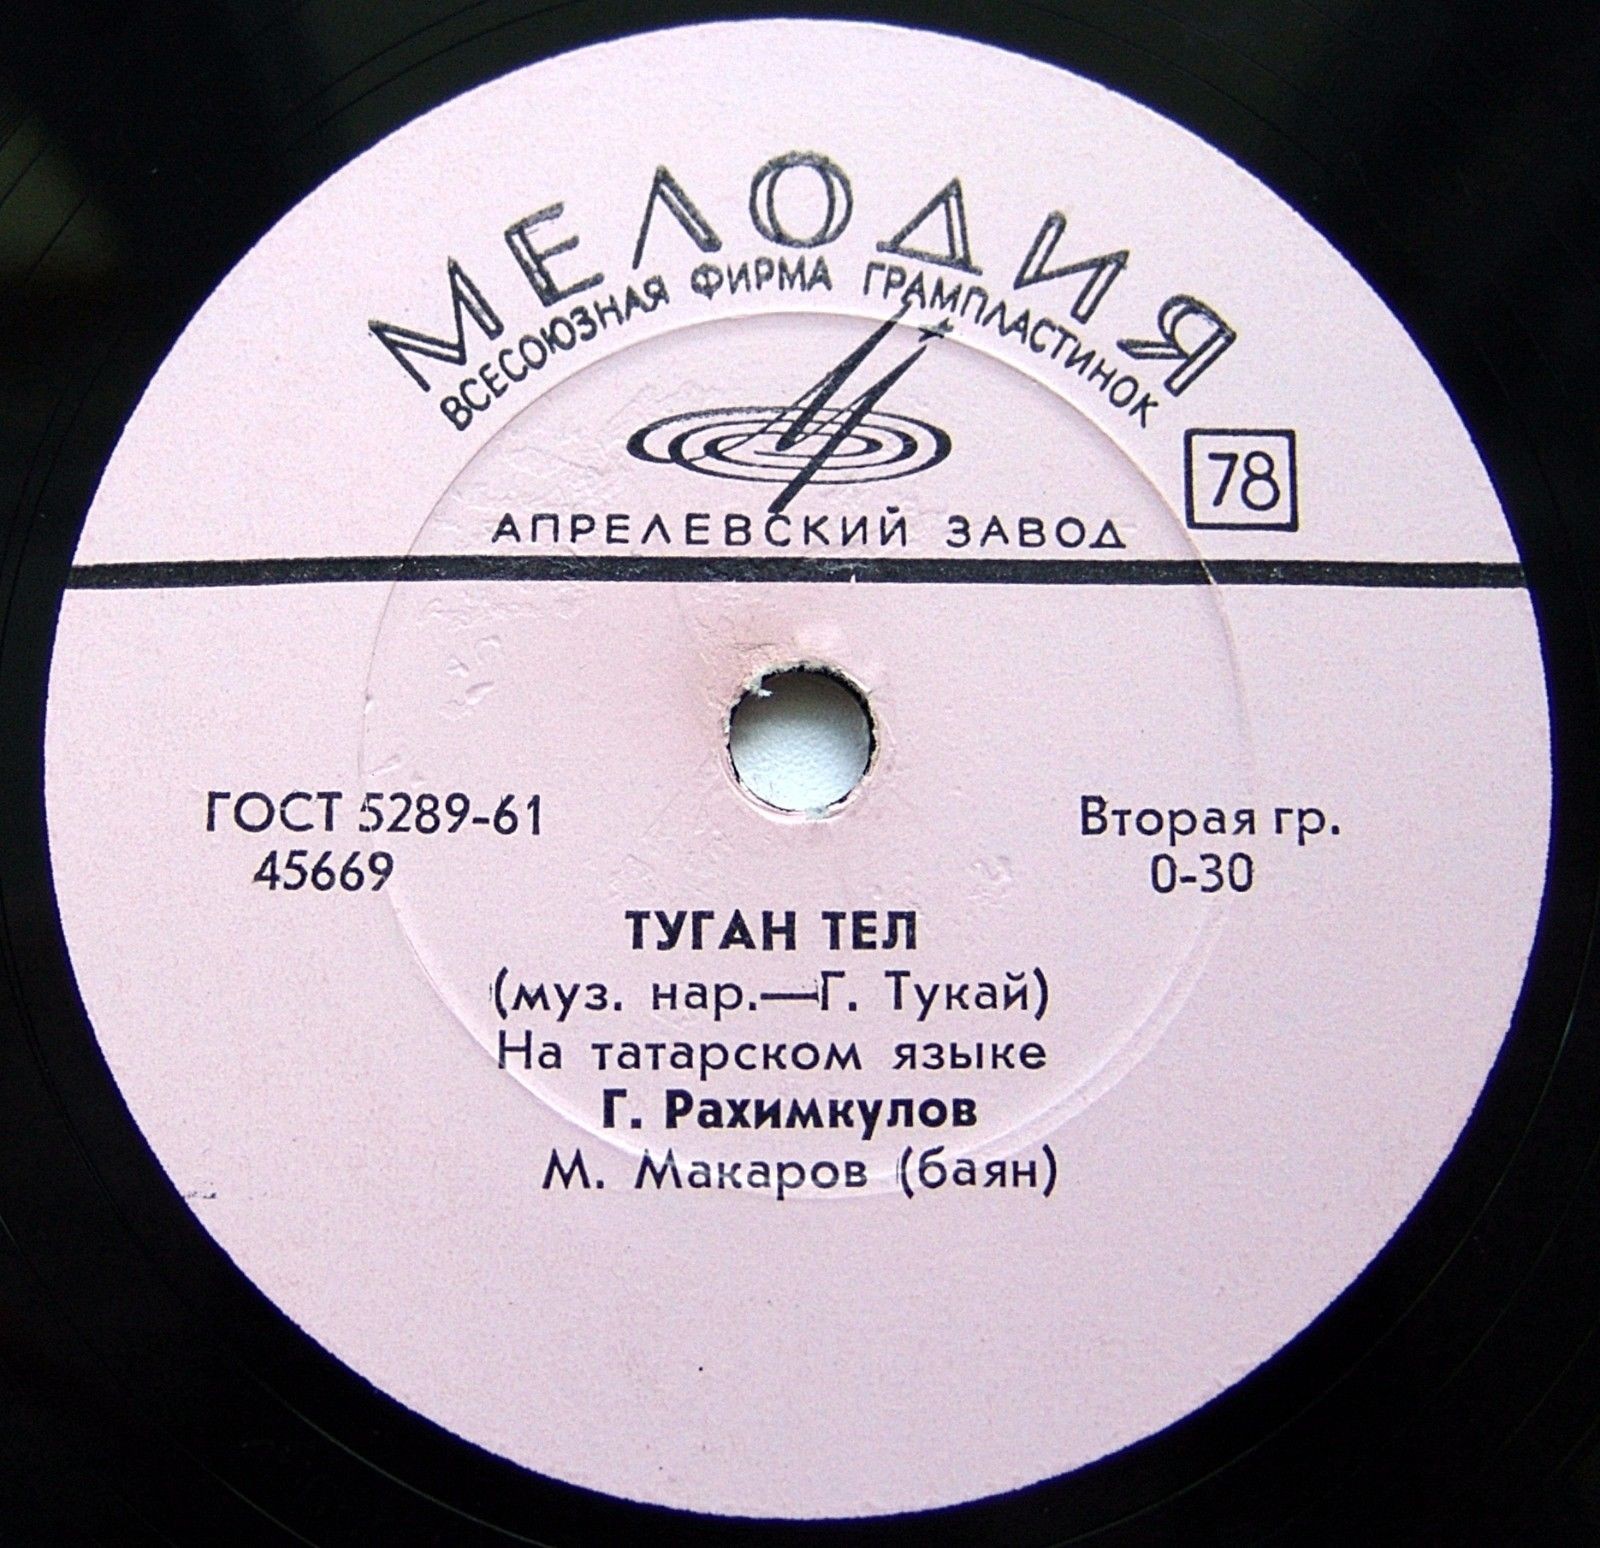 МЕЛОДИЯ
ВСЕСОЮЗНАЯ ФИРМА ГРАМПЛАСТИНОК
78
АПРЕЛЕВСКИЙ ЗАВОД
ГОСТ 5289-61
45669
Вторая гр.
0-30
ТУГАН ТЕЛ
(муз. нар.—Г. Тукай)
На татарском языке
Г. Рахимкулов
М. Макаров (баян)